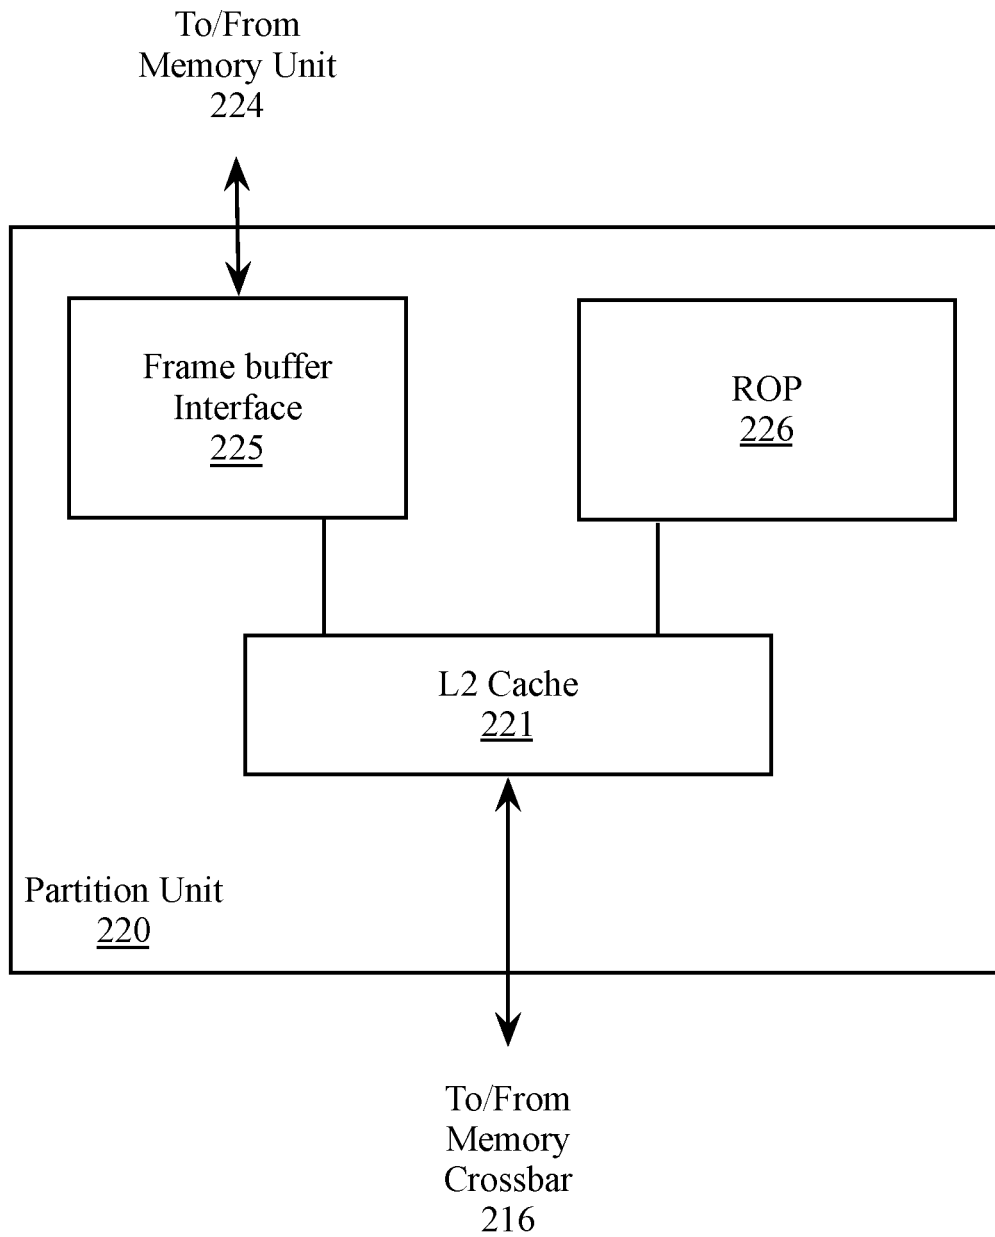 To/From
Memory Unit
224
Frame buffer
Interface
225
ROP
226
L2 Cache
221
Partition Unit
220
To/From
Memory
Crossbar
216